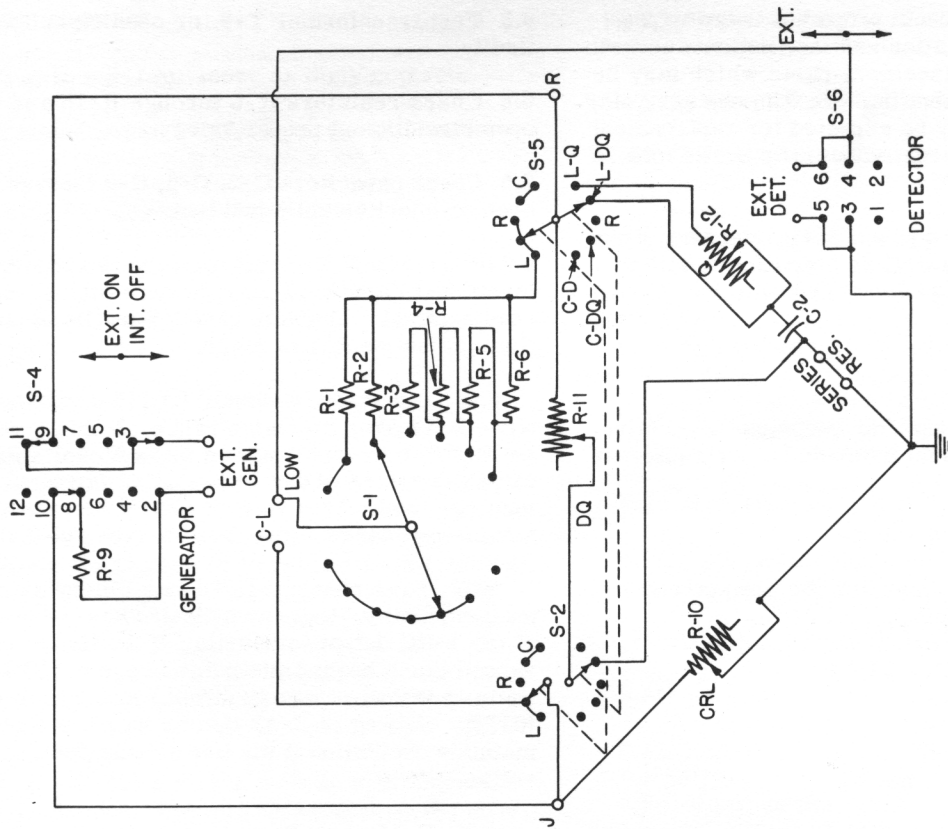 S-4
EXT. ON
INT. OFF
12
11
10
9
8
7
6
5
4
3
2
1
R-9
GENERATOR
EXT.
GEN.
C-L
LOW
R-1
R-2
R-3
R-4
R-5
R-6
S-1
J
L
R
C
S-2
DQ
R-11
L
R
C
S-5
R
C-D
C-DQ
R
L-DQ
L-Q
CRL
R-10
Q
R-12
C-2
SERIES
RES.
EXT.
S-6
EXT.
DET.
5
6
3
4
1
2
DETECTOR